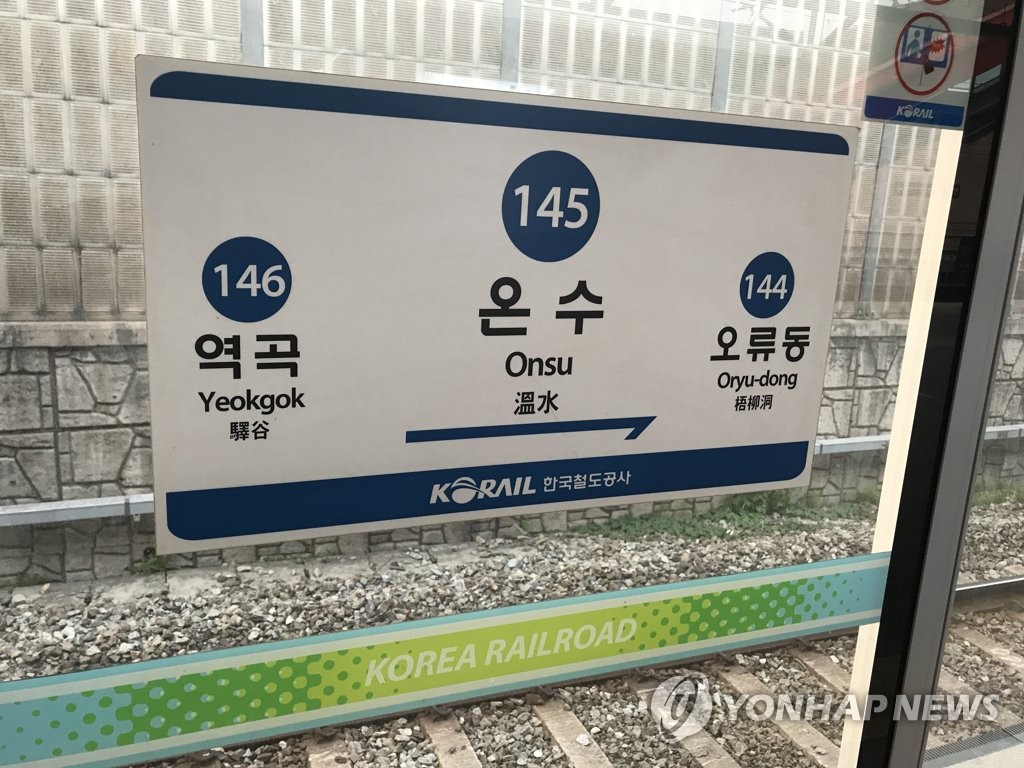 KORAIL
145
온수
Onsu
溫水
146
역곡
Yeokgok
驛谷
144
오류동
Oryu-dong
梧柳洞
KORAIL 한국철도공사
KOREA RAILROAD
YONHAP NEWS